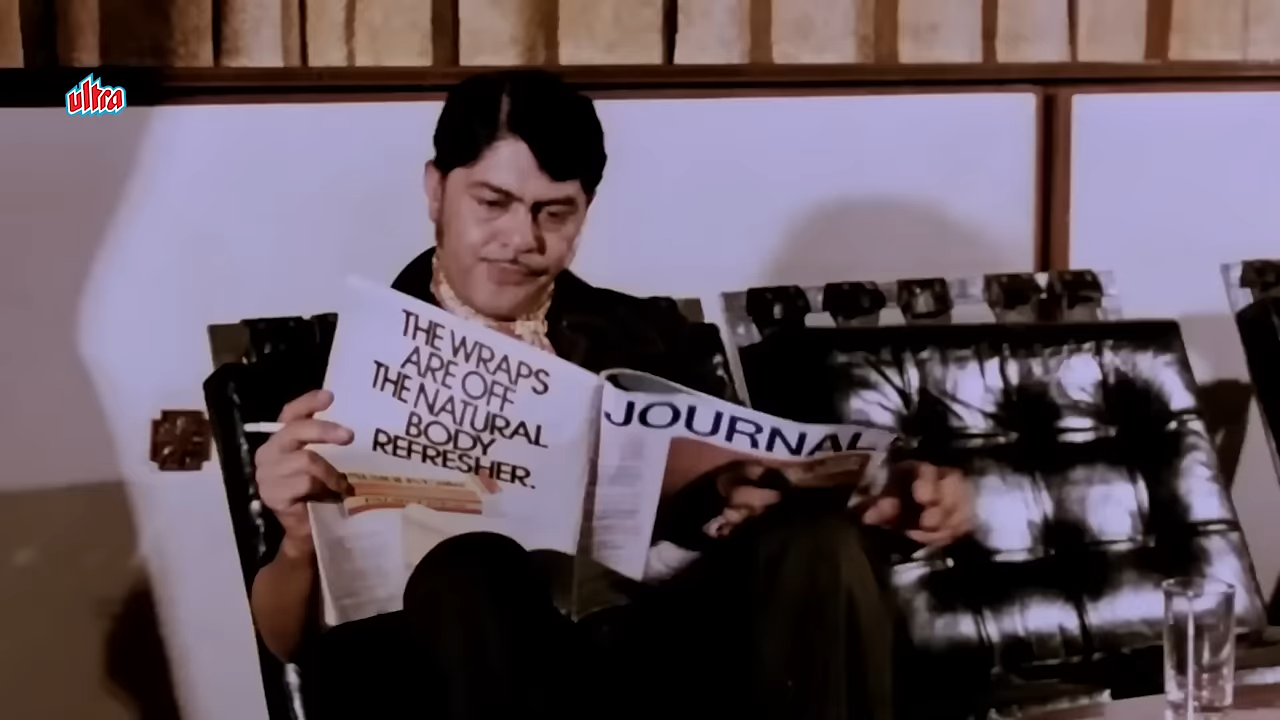 ultra
THE WRAPS
ARE OFF
THE NATURAL
BODY
REFRESHER.
JOURNAL